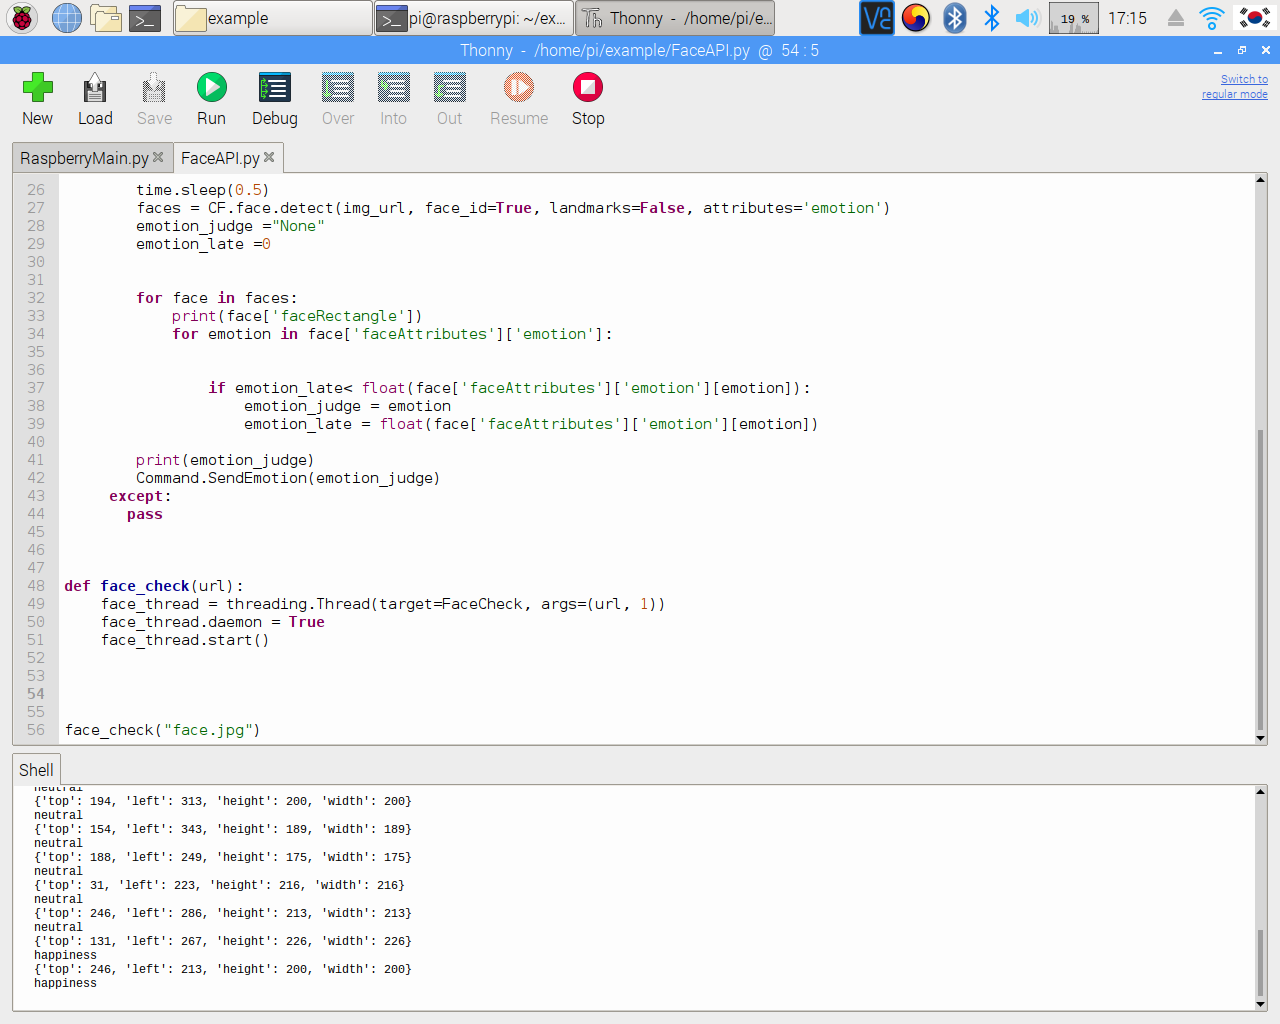 example
pi@raspberrypi: ~/ex...
Thonny - /home/pi/e...
19 %
17:15
Thonny - /home/pi/example/FaceAPI.py @ 54 : 5
New
Load
Save
Run
Debug
Over
Into
Out
Resume
Stop
Switch to
regular mode
RaspberryMain.py
FaceAPI.py
26 time.sleep(0.5)
27 faces = CF.face.detect(img_url, face_id=True, landmarks=False, attributes='emotion')
28 emotion_judge ="None"
29 emotion_late =0
30
31
32 for face in faces:
33 print(face['faceRectangle'])
34 for emotion in face['faceAttributes']['emotion']:
35
36
37 if emotion_late< float(face['faceAttributes']['emotion'][emotion]):
38 emotion_judge = emotion
39 emotion_late = float(face['faceAttributes']['emotion'][emotion])
40
41 print(emotion_judge)
42 Command.SendEmotion(emotion_judge)
43 except:
44 pass
45
46
47
48 def face_check(url):
49 face_thread = threading.Thread(target=FaceCheck, args=(url, 1))
50 face_thread.daemon = True
51 face_thread.start()
52
53
54
55
56 face_check("face.jpg")
Shell
neutral
{'top': 194, 'left': 313, 'height': 200, 'width': 200}
neutral
{'top': 154, 'left': 343, 'height': 189, 'width': 189}
neutral
{'top': 188, 'left': 249, 'height': 175, 'width': 175}
neutral
{'top': 31, 'left': 223, 'height': 216, 'width': 216}
neutral
{'top': 246, 'left': 286, 'height': 213, 'width': 213}
neutral
{'top': 131, 'left': 267, 'height': 226, 'width': 226}
happiness
{'top': 246, 'left': 213, 'height': 200, 'width': 200}
happiness